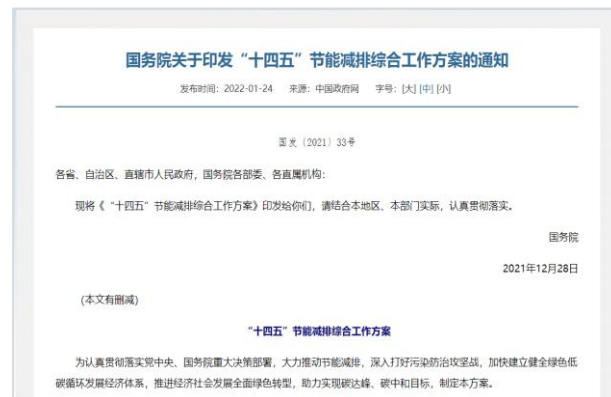 国务院关于印发“十四五”节能减排综合工作方案的通知
发布时间：2022-01-24 来源：中国政府网 字号：[大] [中] [小]
国发〔2021〕33号
各省、自治区、直辖市人民政府，国务院各部委、各直属机构：
现将《“十四五”节能减排综合工作方案》印发给你们，请结合本地区、本部门实际，认真贯彻落实。
国务院
2021年12月28日
(本文有删减)
“十四五”节能减排综合工作方案
为认真贯彻落实党中央、国务院重大决策部署，大力推动节能减排，深入打好污染防治攻坚战，加快建立健全绿色低
碳循环发展经济体系，推进经济社会发展全面绿色转型，助力实现碳达峰、碳中和目标，制定本方案。